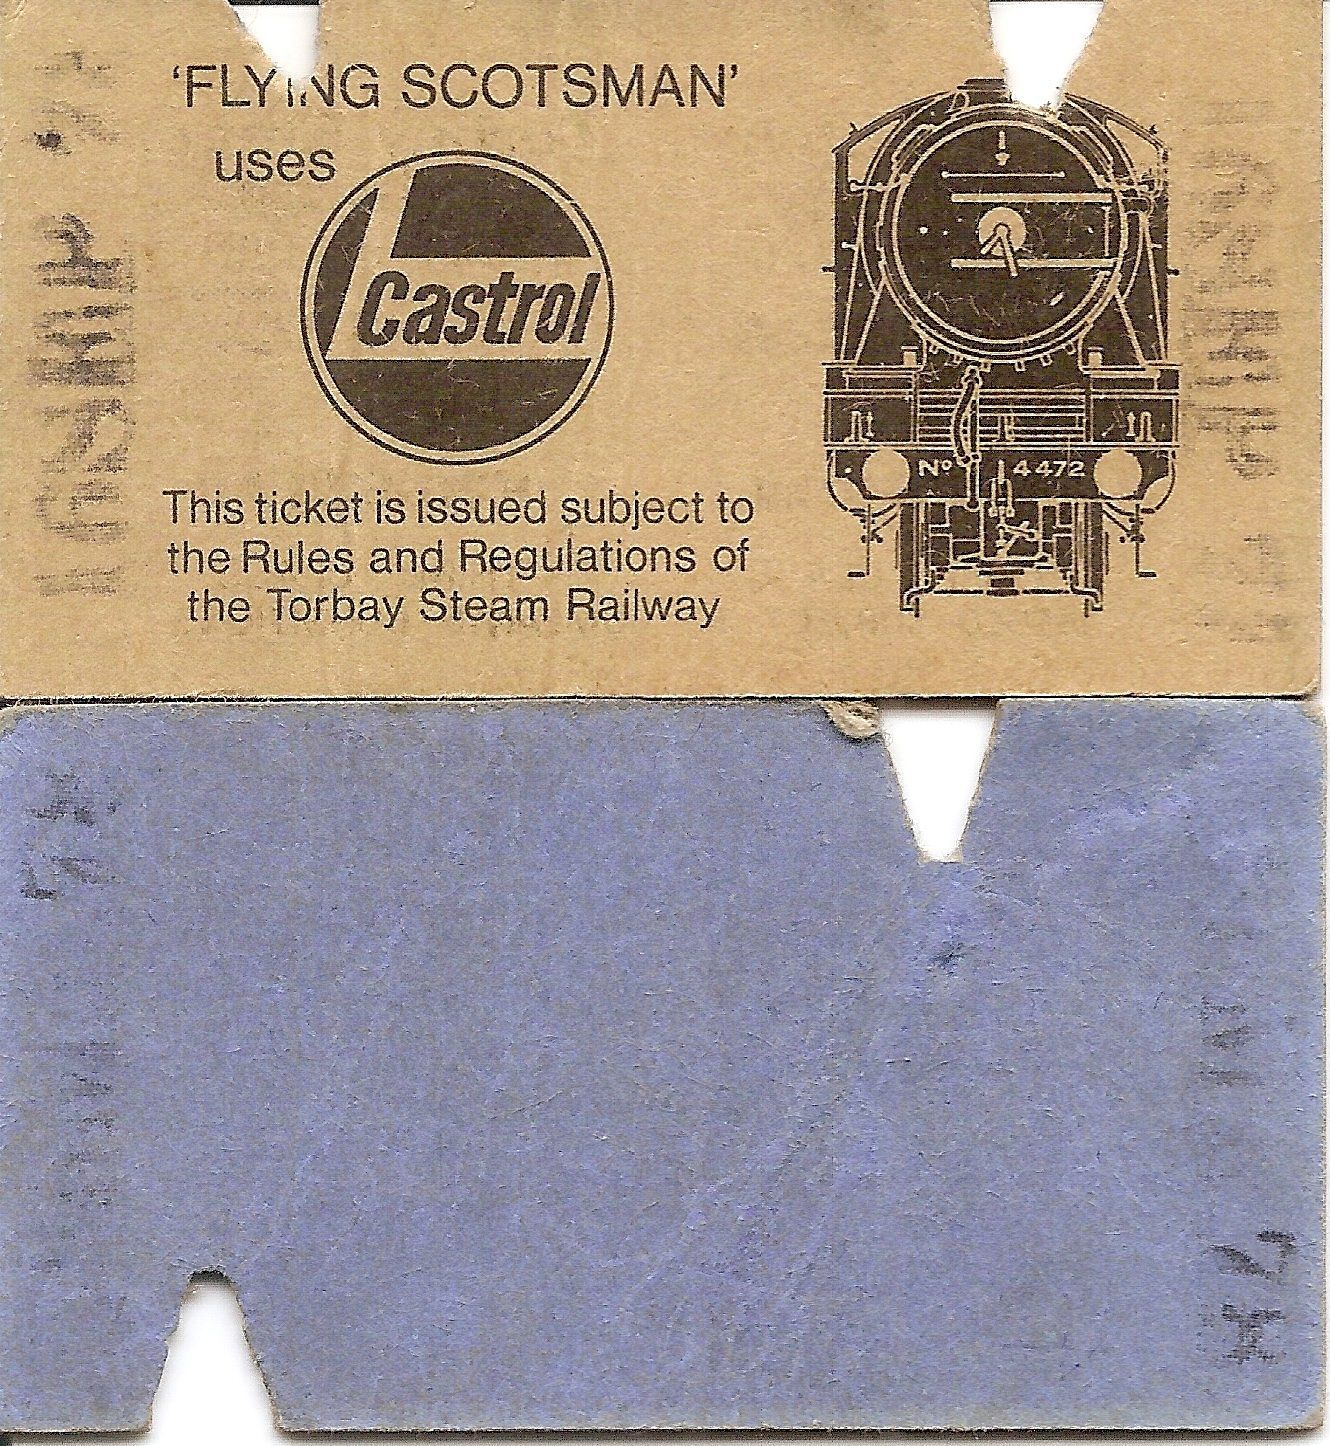 ‘FLYING SCOTSMAN’
uses
Castrol
Nº 4472
This ticket is issued subject to
the Rules and Regulations of
the Torbay Steam Railway